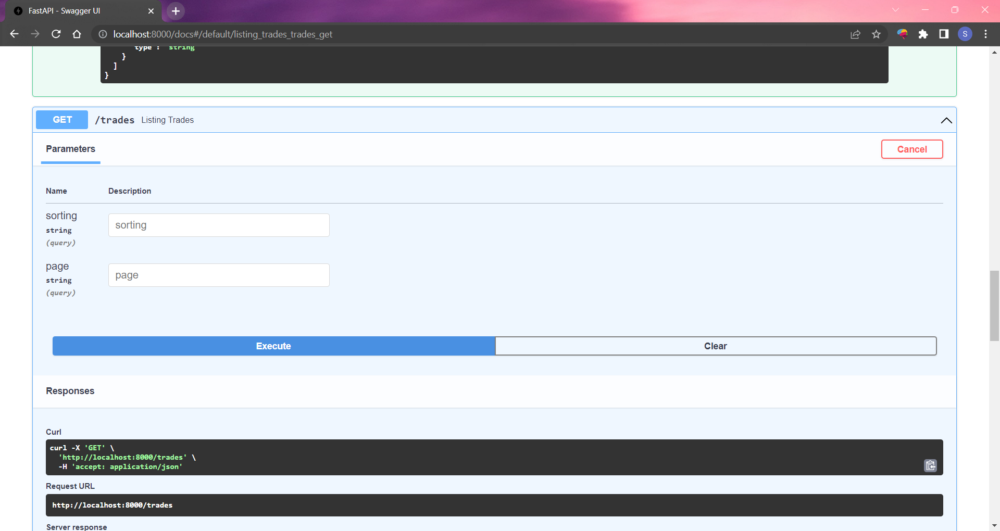 FastAPI - Swagger UI
localhost:8000/docs#/default/listing_trades_trades_get
S
"type": "string"
}
]
}
GET /trades Listing Trades
Parameters
Cancel
Name Description
sorting
string
(query)
sorting
page
string
(query)
page
Execute Clear
Responses
Curl
curl -X 'GET' \
'http://localhost:8000/trades' \
-H 'accept: application/json'
Request URL
http://localhost:8000/trades
Server response